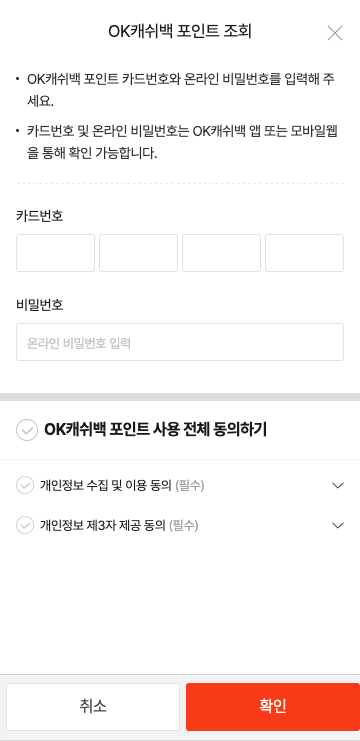 OK캐쉬백 포인트 조회
• OK캐쉬백 포인트 카드번호와 온라인 비밀번호를 입력해 주
세요.
• 카드번호 및 온라인 비밀번호는 OK캐쉬백 앱 또는 모바일웹
을 통해 확인 가능합니다.
카드번호
비밀번호
온라인 비밀번호 입력
OK캐쉬백 포인트 사용 전체 동의하기
개인정보 수집 및 이용 동의 (필수)
개인정보 제3자 제공 동의 (필수)
취소 확인